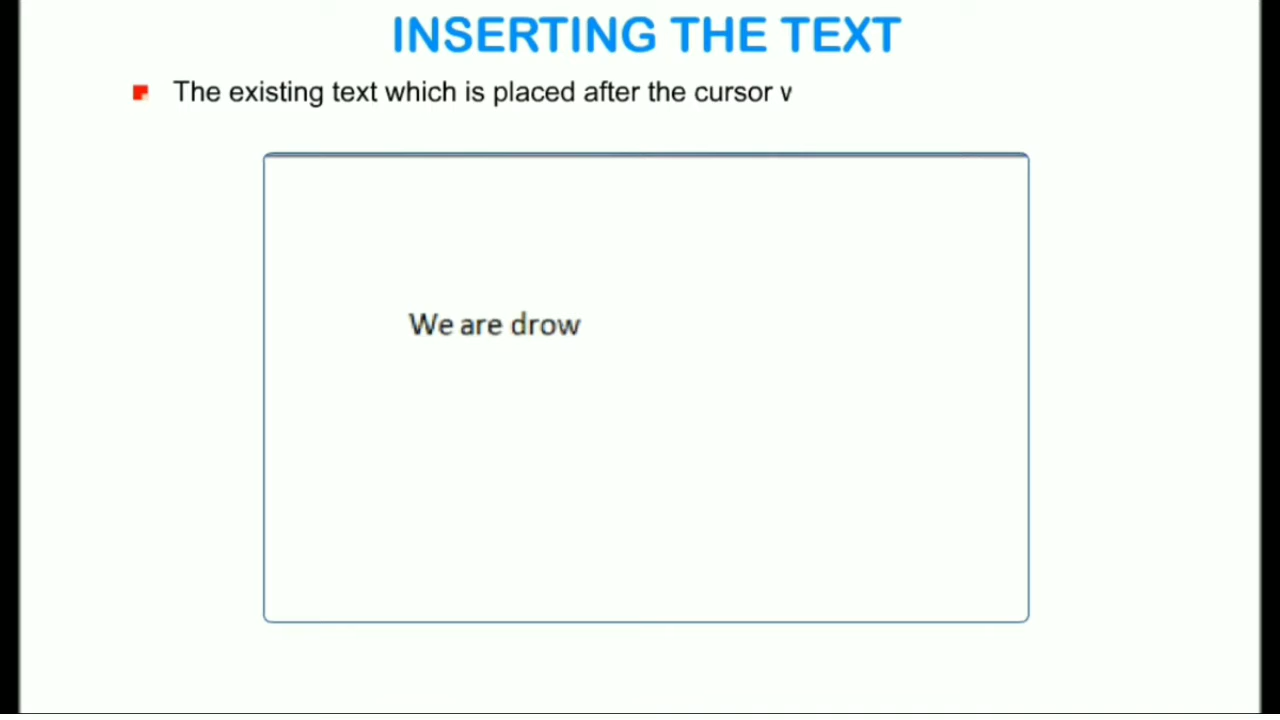 INSERTING THE TEXT
The existing text which is placed after the cursor v
We are drow